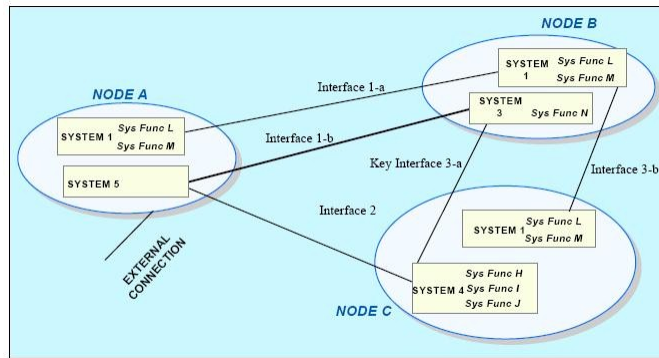 NODE B
SYSTEM 1 Sys Func L
Sys Func M
SYSTEM 3 Sys Func N
Interface 1-a
NODE A
SYSTEM 1 Sys Func L
Sys Func M
SYSTEM 5
Interface 1-b
Key Interface 3-a
Interface 3-b
Interface 2
EXTERNAL
CONNECTION
SYSTEM 1 Sys Func L
Sys Func M
Sys Func H
SYSTEM 4 Sys Func I
Sys Func J
NODE C